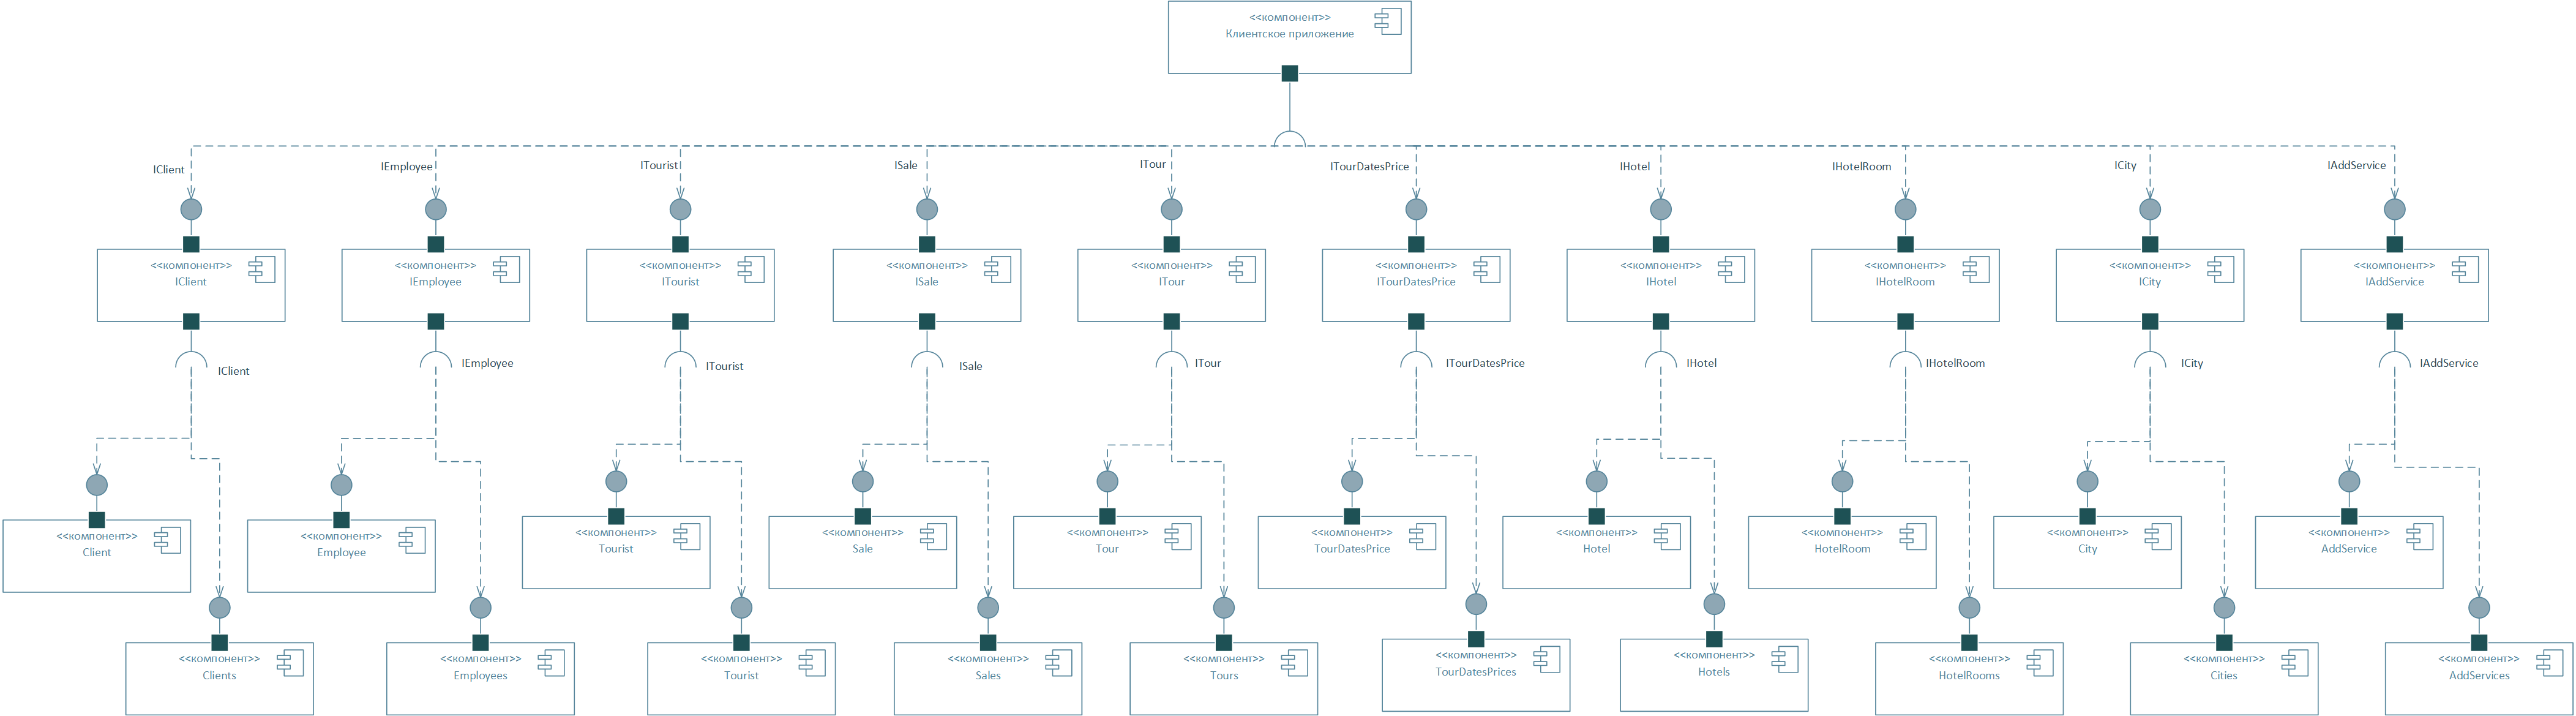 <<компонент>>
Клиентское приложение
IClient
IEmployee
ITourist
ISale
ITour
ITourDatesPrice
IHotel
IHotelRoom
ICity
IAddService
<<компонент>>
IClient
<<компонент>>
IEmployee
<<компонент>>
ITourist
<<компонент>>
ISale
<<компонент>>
ITour
<<компонент>>
ITourDatesPrice
<<компонент>>
IHotel
<<компонент>>
IHotelRoom
<<компонент>>
ICity
<<компонент>>
IAddService
IClient
IEmployee
ITourist
ISale
ITour
ITourDatesPrice
IHotel
IHotelRoom
ICity
IAddService
<<компонент>>
Client
<<компонент>>
Employee
<<компонент>>
Tourist
<<компонент>>
Sale
<<компонент>>
Tour
<<компонент>>
TourDatesPrice
<<компонент>>
Hotel
<<компонент>>
HotelRoom
<<компонент>>
City
<<компонент>>
AddService
<<компонент>>
Clients
<<компонент>>
Employees
<<компонент>>
Tourist
<<компонент>>
Sales
<<компонент>>
Tours
<<компонент>>
TourDatesPrices
<<компонент>>
Hotels
<<компонент>>
HotelRooms
<<компонент>>
Cities
<<компонент>>
AddServices